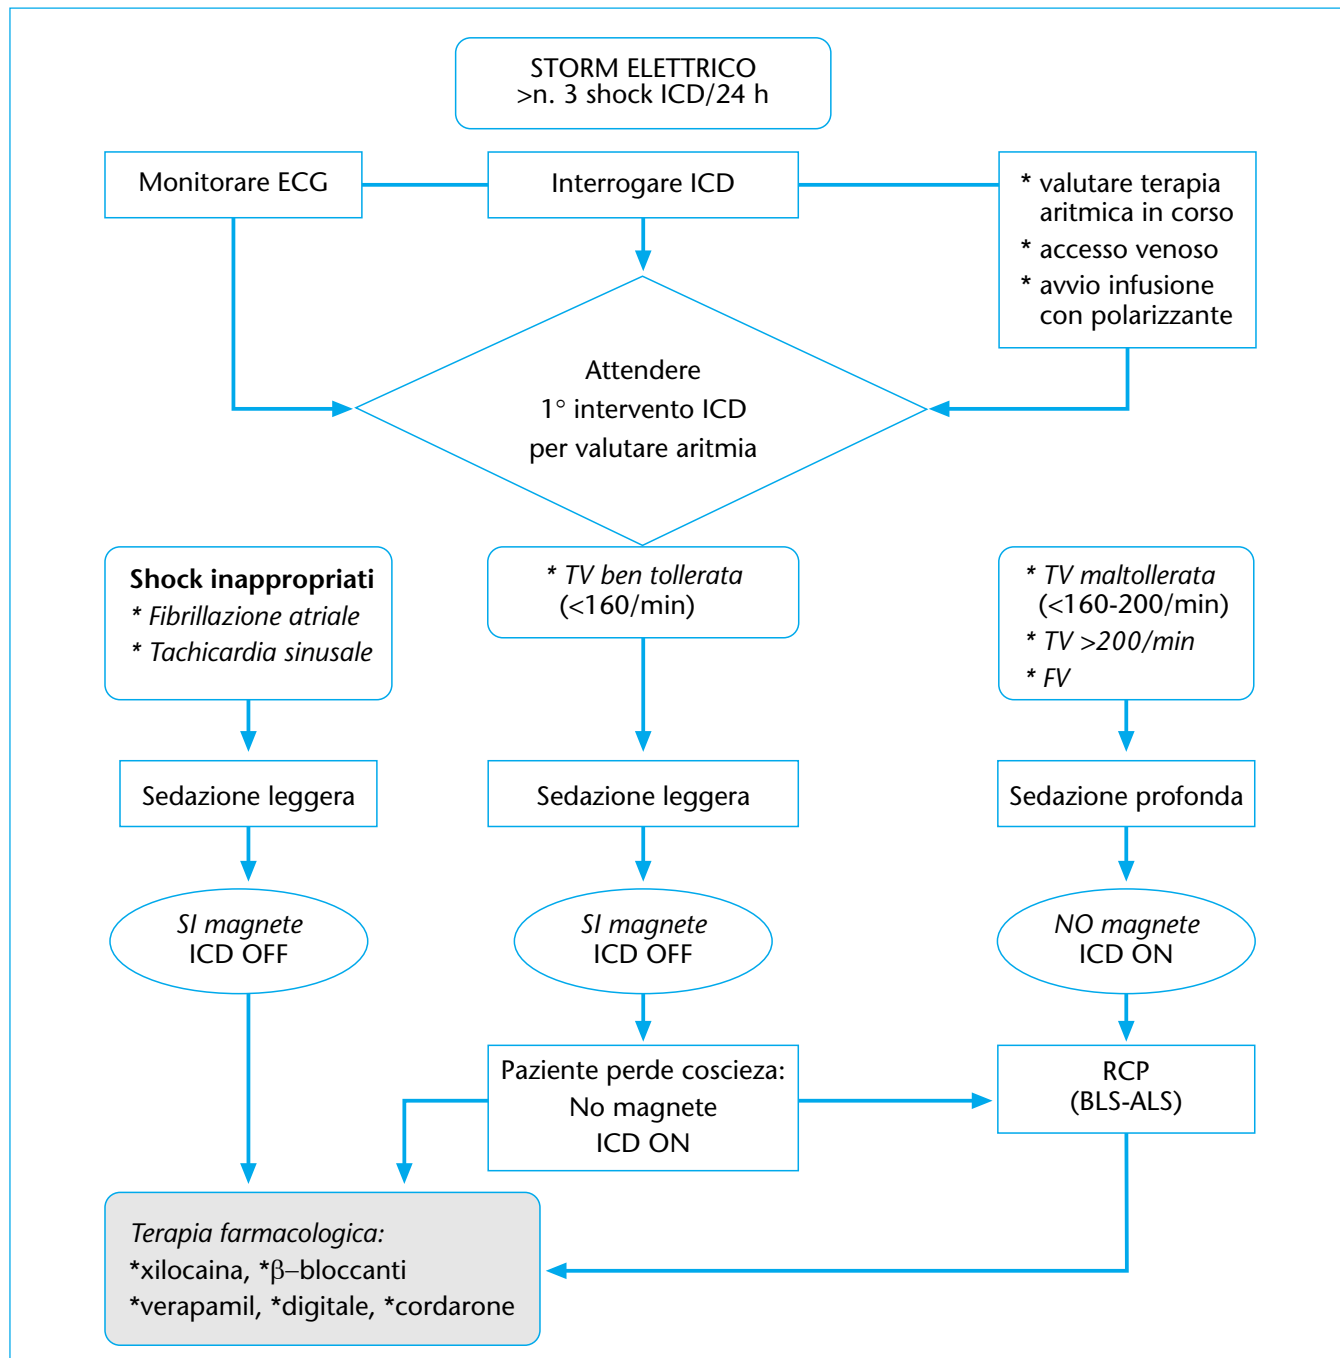 STORM ELETTRICO
>n. 3 shock ICD/24 h
Monitorare ECG
Interrogare ICD
* valutare terapia
aritmica in corso
* accesso venoso
* avvio infusione
con polarizzante
Attendere
1° intervento ICD
per valutare aritmia
Shock inappropriati
* Fibrillazione atriale
* Tachicardia sinusale
* TV ben tollerata
(<160/min)
* TV maltollerata
(<160-200/min)
* TV >200/min
* FV
Sedazione leggera
Sedazione leggera
Sedazione profonda
SI magnete
ICD OFF
SI magnete
ICD OFF
NO magnete
ICD ON
Paziente perde coscieza:
No magnete
ICD ON
RCP
(BLS-ALS)
Terapia farmacologica:
*xilocaina, *β–bloccanti
*verapamil, *digitale, *cordarone